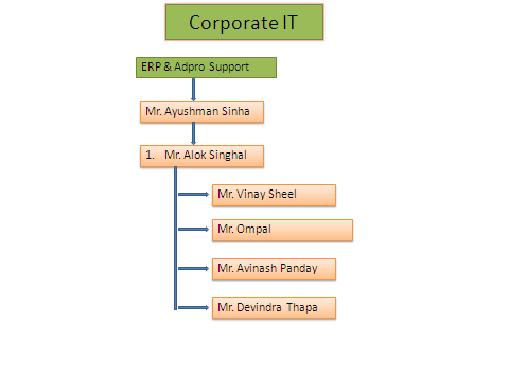 Corporate IT
ERP & Adpro Support
Mr. Ayushman Sinha
1. Mr. Alok Singhal
Mr. Vinay Sheel
Mr. Ompal
Mr. Avinash Panday
Mr. Devindra Thapa